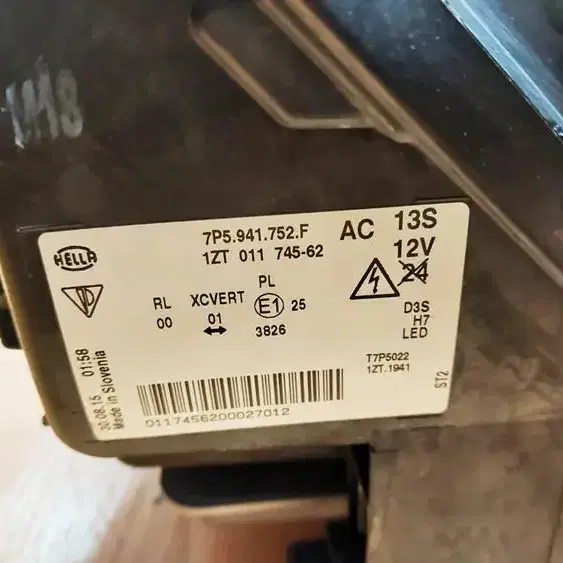 1M8
7P5.941.752.F
1ZT 011 745-62
AC 13S
12V
24
HELLA
PL
RL XCVERT E1 25
00 01 3826
D3S
H7
LED
T7P5022
1ZT.1941
ST2
30.08.15 01:58
Made in Slovenia
0117456200027012